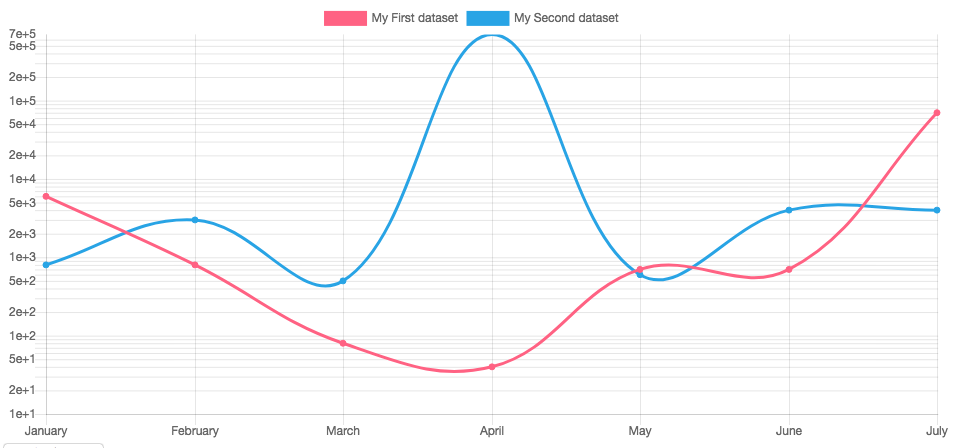 My First dataset My Second dataset
7e+5
5e+5
2e+5
1e+5
5e+4
2e+4
1e+4
5e+3
2e+3
1e+3
5e+2
2e+2
1e+2
5e+1
2e+1
1e+1
January February March April May June July